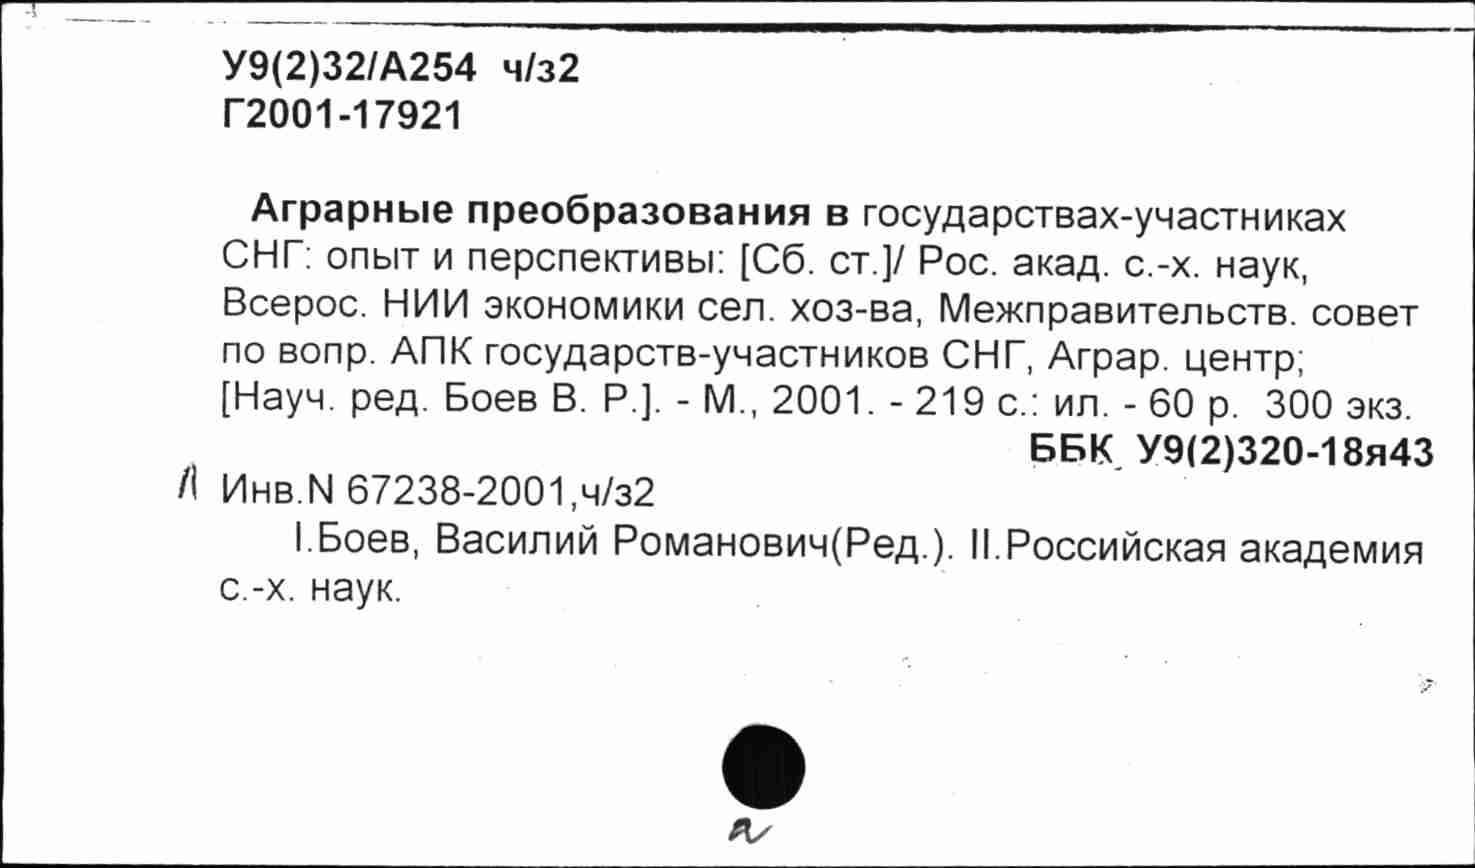 У9(2)32/А254 ч/з2
Г2001-17921
Аграрные преобразования в государствах-участниках
СНГ: опыт и перспективы: [Сб. ст.]/ Рос. акад. с.-х. наук,
Всерос. НИИ экономики сел. хоз-ва, Межправительств. совет
по вопр. АПК государств-участников СНГ, Аграр. центр;
[Науч. ред. Боев В. Р.]. - М., 2001. - 219 с.: ил. - 60 р. 300 экз.
ББК У9(2)320-18я43
Инв.N 67238-2001,ч/з2
I.Боев, Василий Романович(Ред.). II.Российская академия
с.-х. наук.
а